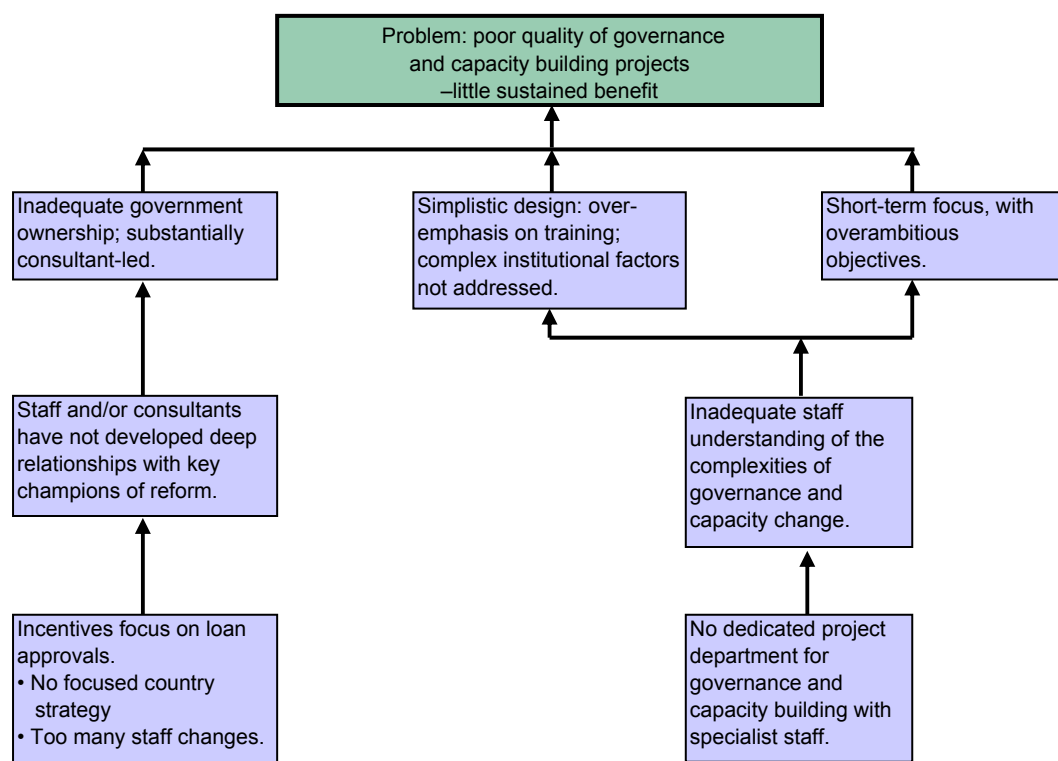 Problem: poor quality of governance
and capacity building projects
–little sustained benefit
Inadequate government
ownership; substantially
consultant-led.
Simplistic design: over-
emphasis on training;
complex institutional factors
not addressed.
Short-term focus, with
overambitious
objectives.
Staff and/or consultants
have not developed deep
relationships with key
champions of reform.
Inadequate staff
understanding of the
complexities of
governance and
capacity change.
Incentives focus on loan
approvals.
• No focused country
strategy
• Too many staff changes.
No dedicated project
department for
governance and
capacity building with
specialist staff.